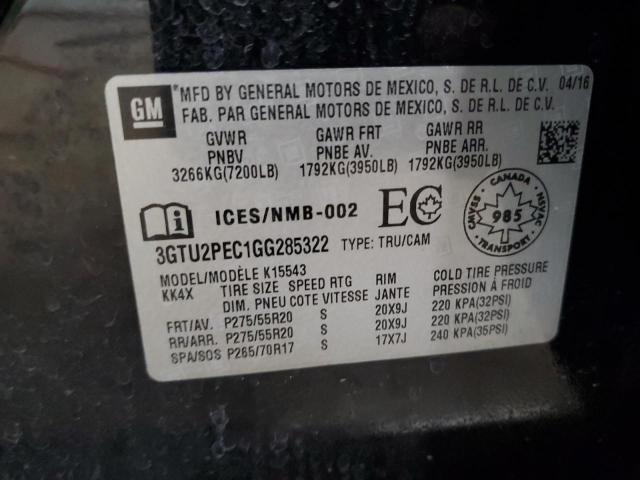 GM
*MFD BY GENERAL MOTORS DE MEXICO, S. DE R.L. DE C.V. 04/16
FAB. PAR GENERAL MOTORS DE MEXICO, S. DE R.L. DE C.V.
GVWR GAWR FRT GAWR RR
PNBV PNBE AV. PNBE ARR.
3266KG(7200LB) 1792KG(3950LB) 1792KG(3950LB)
ICES/NMB-002 EC
CANADA
CMVSS 985 NSVAC
TRANSPORT
3GTU2PEC1GG285322 TYPE: TRU/CAM
MODEL/MODÈLE K15543
KK4X TIRE SIZE SPEED RTG RIM COLD TIRE PRESSURE
DIM. PNEU COTE VITESSE JANTE PRESSION À FROID
FRT/AV. P275/55R20 S 20X9J 220 KPA(32PSI)
RR/ARR. P275/55R20 S 20X9J 220 KPA(32PSI)
SPA/SOS P265/70R17 S 17X7J 240 KPA(35PSI)